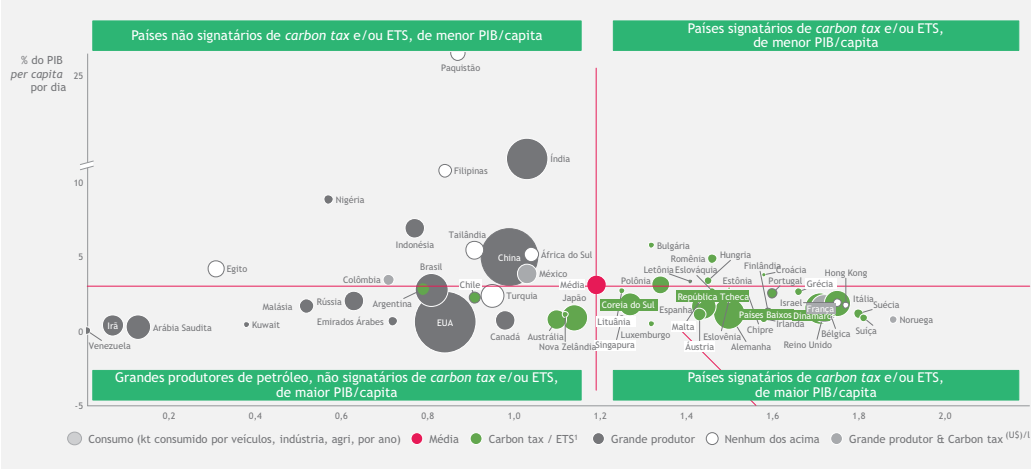 Países não signatários de carbon tax e/ou ETS, de menor PIB/capita
Países signatários de carbon tax e/ou ETS,
de menor PIB/capita
% do PIB
per capita
por dia
25
10
5
0
-5
Paquistão
Índia
Filipinas
Nigéria
Indonésia
Tailândia
China
África do Sul
Egito
Colômbia
Brasil
México
Argentina
Chile
Turquia
Média
Japão
Malásia
Rússia
Kuwait
Emirados Árabes
EUA
Canadá
Austrália
Nova Zelândia
Irã
Arábia Saudita
Venezuela
Bulgária
Romênia
Hungria
Letônia
Eslováquia
Finlândia
Croácia
Polônia
Estônia
Portugal
Grécia
Hong Kong
Coreia do Sul
República Tcheca
Israel
França
Itália
Suécia
Espanha
Países Baixos
Dinamarc
Noruega
Lituânia
Malta
Irlanda
Chipre
Bélgica
Suíça
Luxemburgo
Singapura
Áustria
Eslovênia
Alemanha
Reino Unido
Grandes produtores de petróleo, não signatários de carbon tax e/ou ETS,
de maior PIB/capita
Países signatários de carbon tax e/ou ETS,
de maior PIB/capita
0,2 0,4 0,6 0,8 1,0 1,2 1,4 1,6 1,8 2,0
Consumo (kt consumido por veículos, indústria, agri, por ano) Média Carbon tax / ETS¹ Grande produtor Nenhum dos acima Grande produtor & Carbon tax (U$)/l